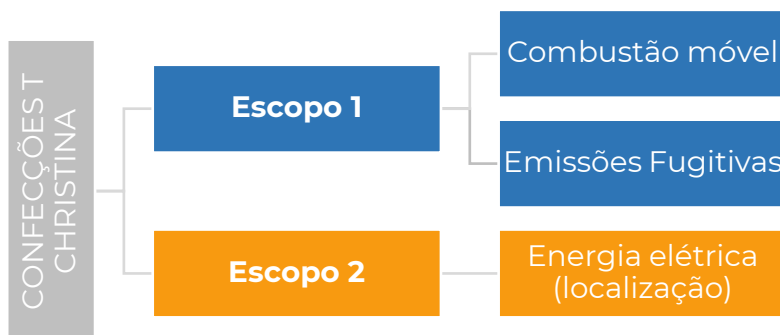 CONFECÇÕES T
CHRISTINA
Escopo 1
Combustão móvel
Emissões Fugitivas
Escopo 2
Energia elétrica
(localização)